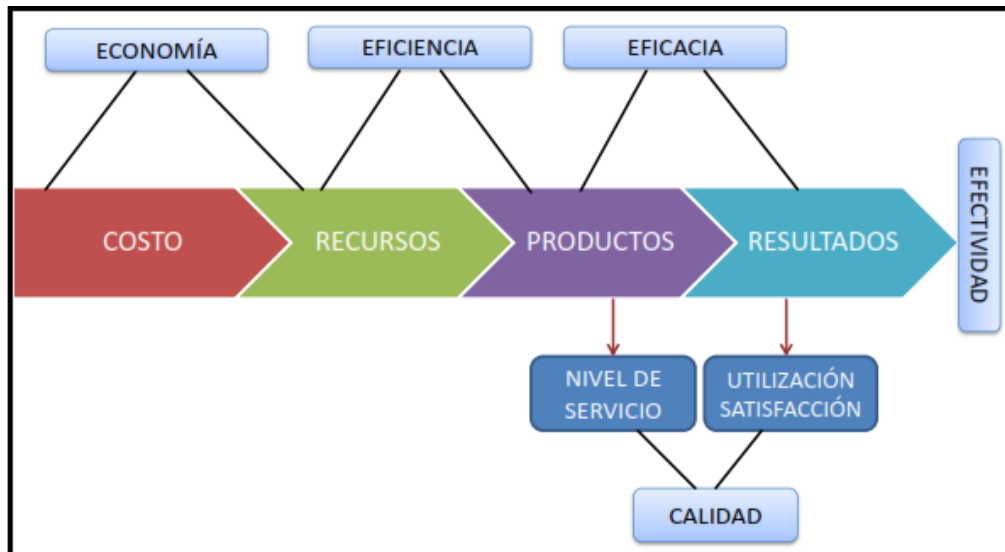 ECONOMÍA
EFICIENCIA
EFICACIA
COSTO
RECURSOS
PRODUCTOS
RESULTADOS
EFECTIVIDAD
NIVEL DE
SERVICIO
UTILIZACIÓN
SATISFACCIÓN
CALIDAD